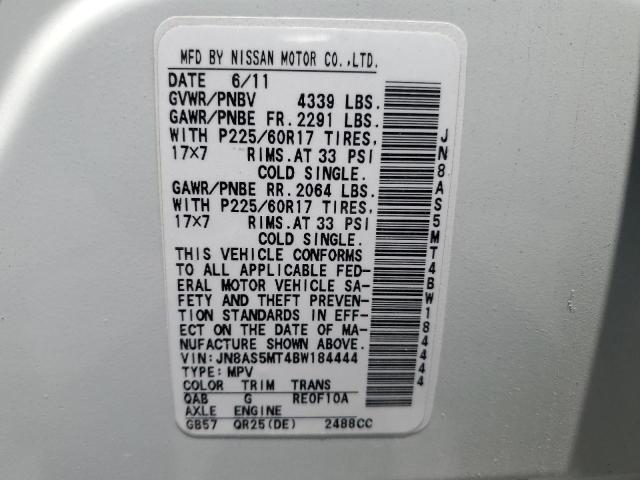 MFD BY NISSAN MOTOR CO.,LTD.
DATE 6/11
GVWR/PNBV 4339 LBS.
GAWR/PNBE FR.2291 LBS.
WITH P225/60R17 TIRES,
17×7 RIMS.AT 33 PSI
COLD SINGLE.
GAWR/PNBE RR.2064 LBS.
WITH P225/60R17 TIRES,
17×7 RIMS.AT 33 PSI
COLD SINGLE.
THIS VEHICLE CONFORMS
TO ALL APPLICABLE FED-
ERAL MOTOR VEHICLE SA-
FETY AND THEFT PREVEN-
TION STANDARDS IN EFF-
ECT ON THE DATE OF MA-
NUFACTURE SHOWN ABOVE.
VIN:JN8AS5MT4BW184444
TYPE:MPV
COLOR TRIM TRANS
QAB G RE0F10A
AXLE ENGINE
GB57 QR25(DE) 2488CC
JN8AS5MT4BW184444